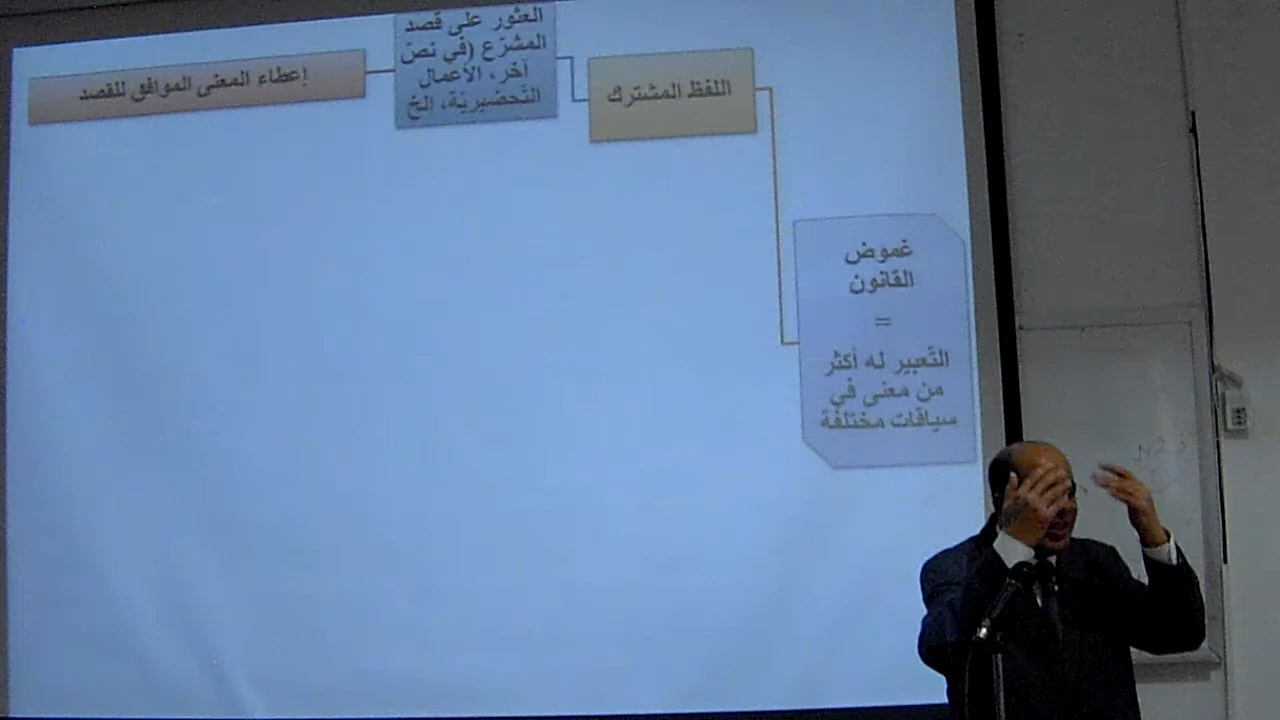 غموض
القانون
=
التّعبير له أكثر
من معنى في
سياقات مختلفة
اللفظ المشترك
العثور على قصد
المشرّع (في نصّ
آخر، الأعمال
التّحضيريّة، الخ
إعطاء المعنى الموافق للقصد